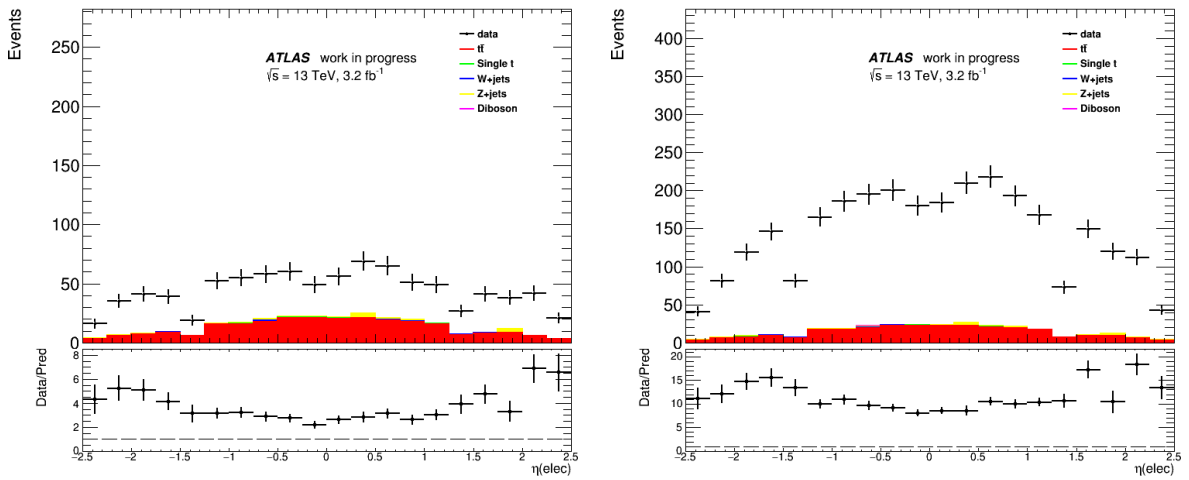 Events
280
250
200
150
100
50
0
ATLAS work in progress
√s = 13 TeV, 3.2 fb⁻¹
data
tt̄
Single t
W+jets
Z+jets
Diboson
Data/Pred
8
6
4
2
0
−2.5 −2 −1.5 −1 −0.5 0 0.5 1 1.5 2 2.5
η(elec)
Events
400
350
300
250
200
150
100
50
0
ATLAS work in progress
√s = 13 TeV, 3.2 fb⁻¹
data
tt̄
Single t
W+jets
Z+jets
Diboson
Data/Pred
20
15
10
5
0
−2.5 −2 −1.5 −1 −0.5 0 0.5 1 1.5 2 2.5
η(elec)